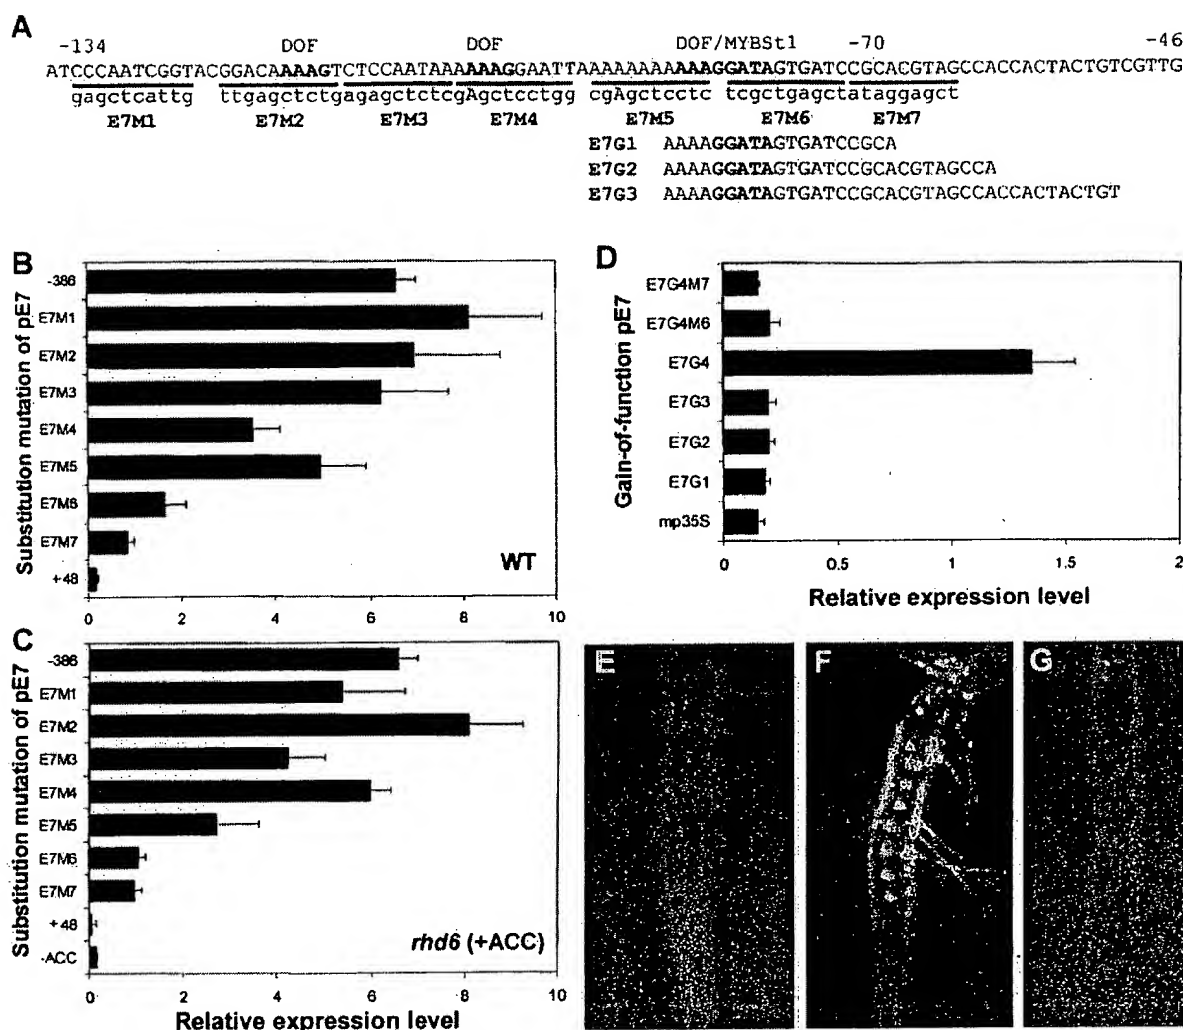 A
-134 DOF DOF DOF/MYBSt1 -70 -46
ATCCCAATCGGTACGGACAAAAGTCTCCAATAAAAAAGGAATTAAAAAAAAAAAAGGATAGTGATCCGCACGTAGCCACCACTACTGTCGTTG
gagctcattg ttgagctctgagagctctcgAgctcctgg cgAgctcctc tcgctgagctataggagct
E7M1 E7M2 E7M3 E7M4 E7M5 E7M6 E7M7
E7G1 AAAAGGATAGTGATCCGCA
E7G2 AAAAGGATAGTGATCCGCACGTAGCCA
E7G3 AAAAGGATAGTGATCCGCACGTAGCCACCACTACTGT
B
Substitution mutation of pE7
-386
E7M1
E7M2
E7M3
E7M4
E7M5
E7M6
E7M7
+48
WT
0 2 4 6 8 10
C
Substitution mutation of pE7
-386
E7M1
E7M2
E7M3
E7M4
E7M5
E7M6
E7M7
+48
-ACC
rhd6 (+ACC)
0 2 4 6 8 10
Relative expression level
D
Gain-of-function pE7
E7G4M7
E7G4M6
E7G4
E7G3
E7G2
E7G1
mp35S
0 0.5 1 1.5 2
Relative expression level
E
F
G